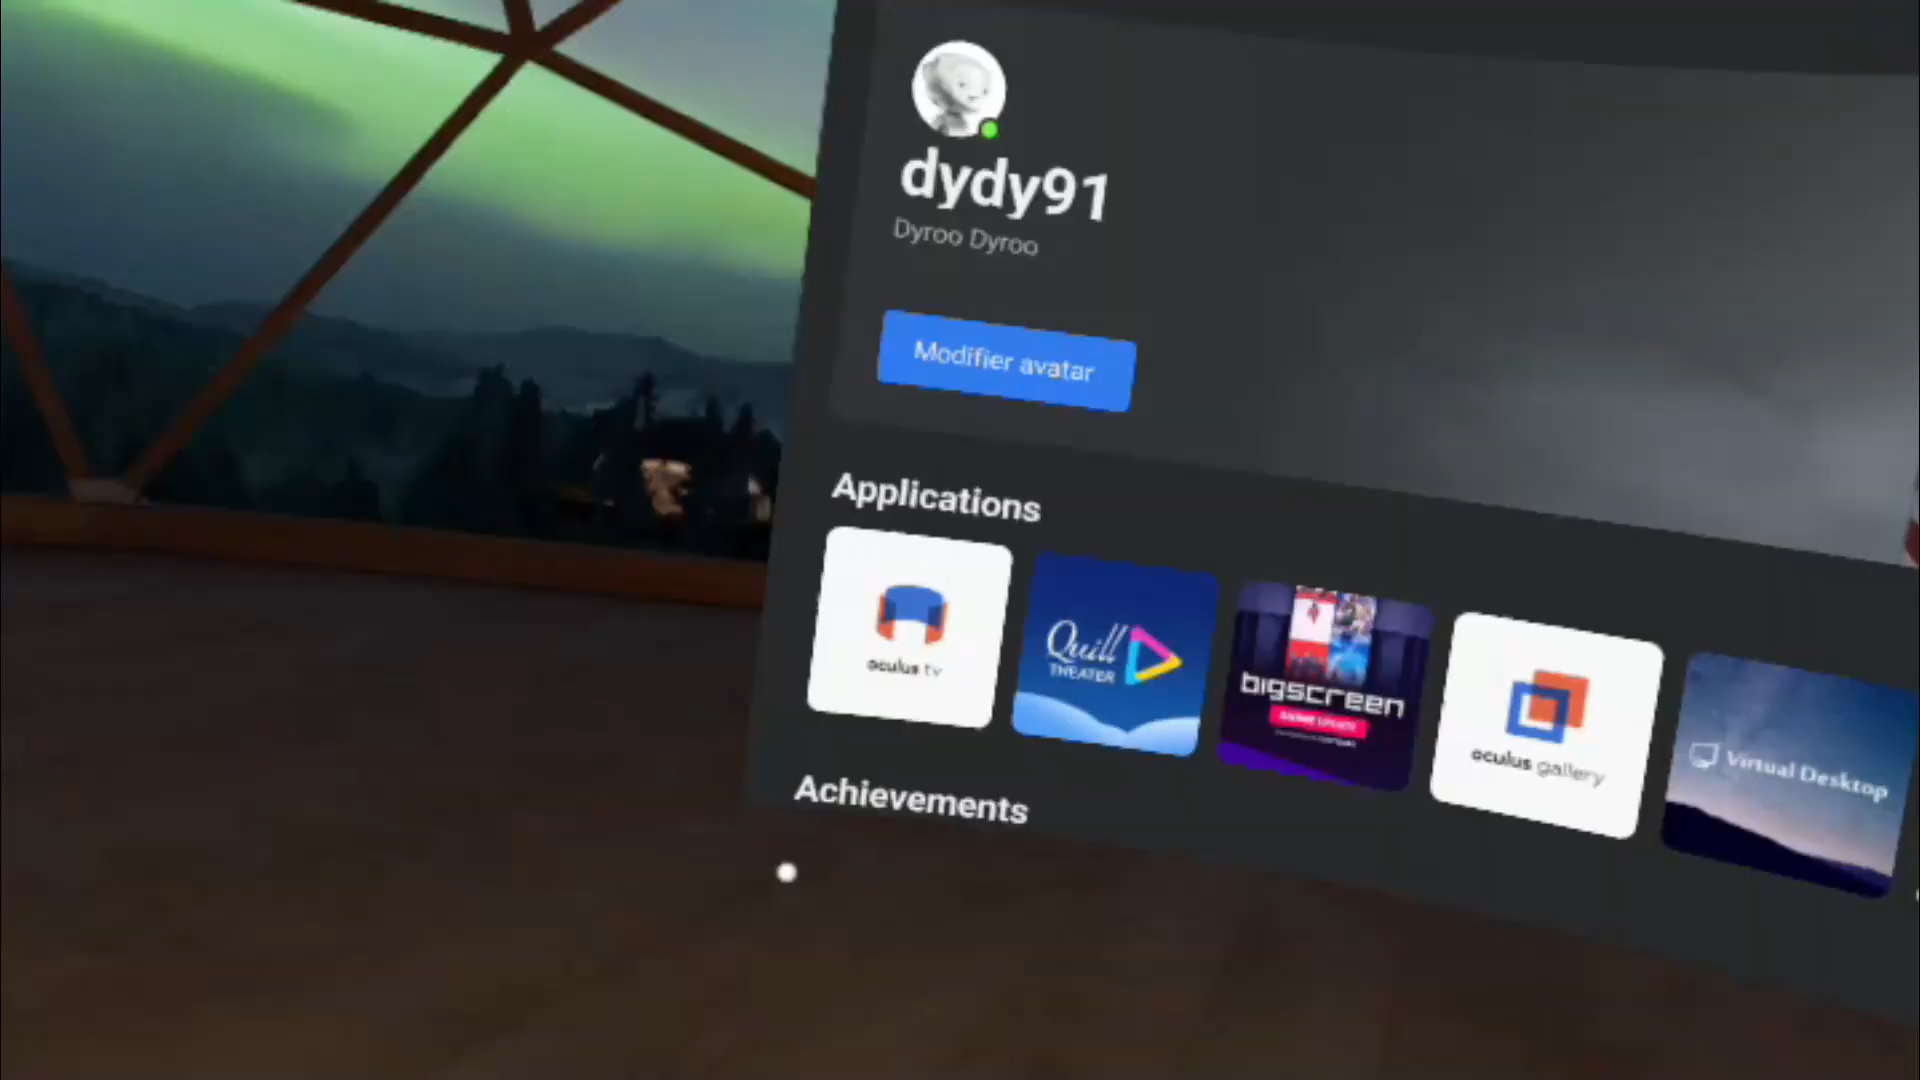 dydy91
Dyroo Dyroo
Modifier avatar
Applications
oculus tv
Quill
THEATER
bigscreen
oculus gallery
Virtual Desktop
Achievements